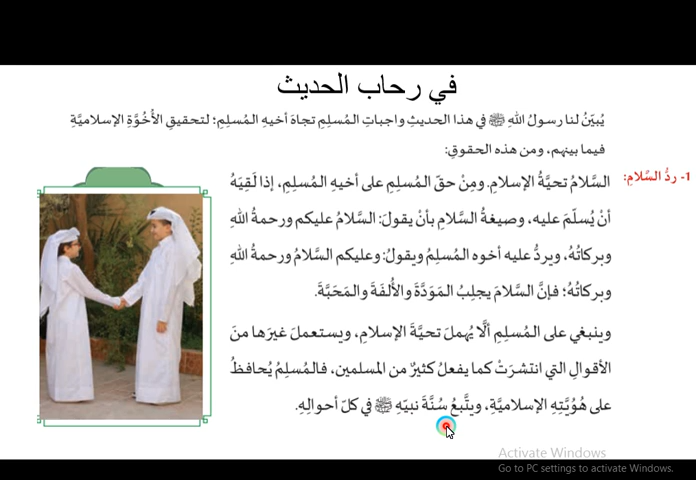 في رحاب الحديث
يُبيّنُ لنا رسولُ اللهِ ﷺ في هذا الحديثِ واجباتِ المُسلِمِ تجاهَ أخيهِ المُسلِمِ؛ لتحقيقِ الأُخُوَّةِ الإسلاميَّةِ
فيما بينهم، ومن هذه الحقوقِ:
1- ردُّ السَّلامِ:
السَّلامُ تحيَّةُ الإسلامِ. ومِنْ حقّ المُسلِمِ على أخيهِ المُسلِمِ، إذا لَقِيَهُ
أنْ يُسلّمَ عليه، وصيغةُ السَّلامِ بأنْ يقولَ: السَّلامُ عليكم ورحمةُ اللهِ
وبركاتُهُ، ويردُّ عليه أخوه المُسلِمُ ويقولُ: وعليكم السَّلامُ ورحمةُ اللهِ
وبركاتُهُ؛ فإنَّ السَّلامَ يجلِبُ المَوَدَّةَ والأُلفَةَ والمَحَبَّةَ.
وينبغي على المُسلِمِ ألَّا يُهملَ تحيَّةَ الإسلامِ، ويستعملَ غيرَها منَ
الأقوالِ التي انتشرَتْ كما يفعلُ كثيرٌ من المسلمين، فالمُسلِمُ يُحافظُ
على هُوُيَّتِهِ الإسلاميَّةِ، ويتَّبعُ سُنَّةَ نبيّهِ ﷺ في كلّ أحوالِهِ.
Activate Windows
Go to PC settings to activate Windows.